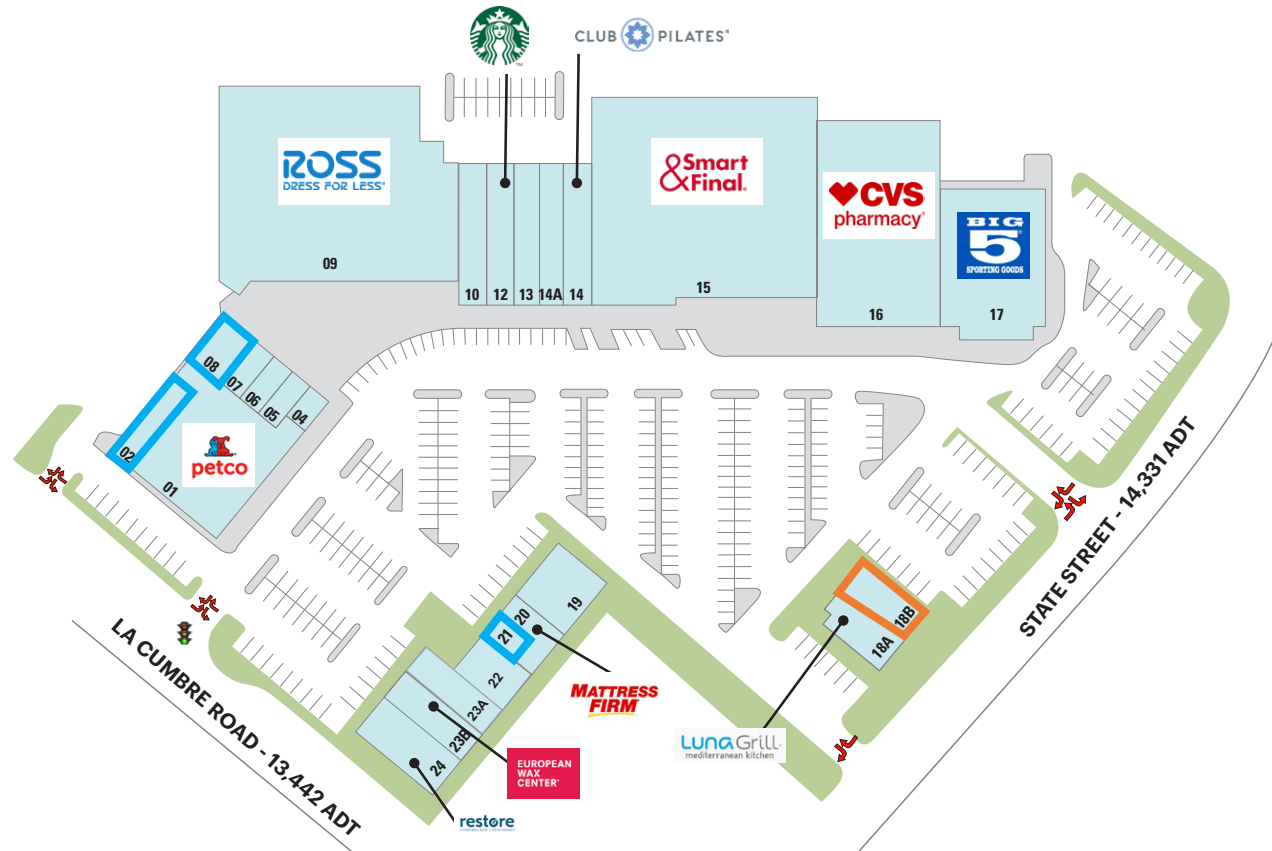 CLUB PILATES
ROSS
DRESS FOR LESS
&Smart
Final.
CVS
pharmacy
BIG
5
SPORTING GOODS
09
10
12
13
14A
14
15
16
17
08
07
06
05
04
02
01
petco
STATE STREET - 14,331 ADT
LA CUMBRE ROAD - 13,442 ADT
19
20
21
22
23A
23B
24
18B
18A
MATTRESS
FIRM
LunaGrill
mediterranean kitchen
EUROPEAN
WAX
CENTER
restore